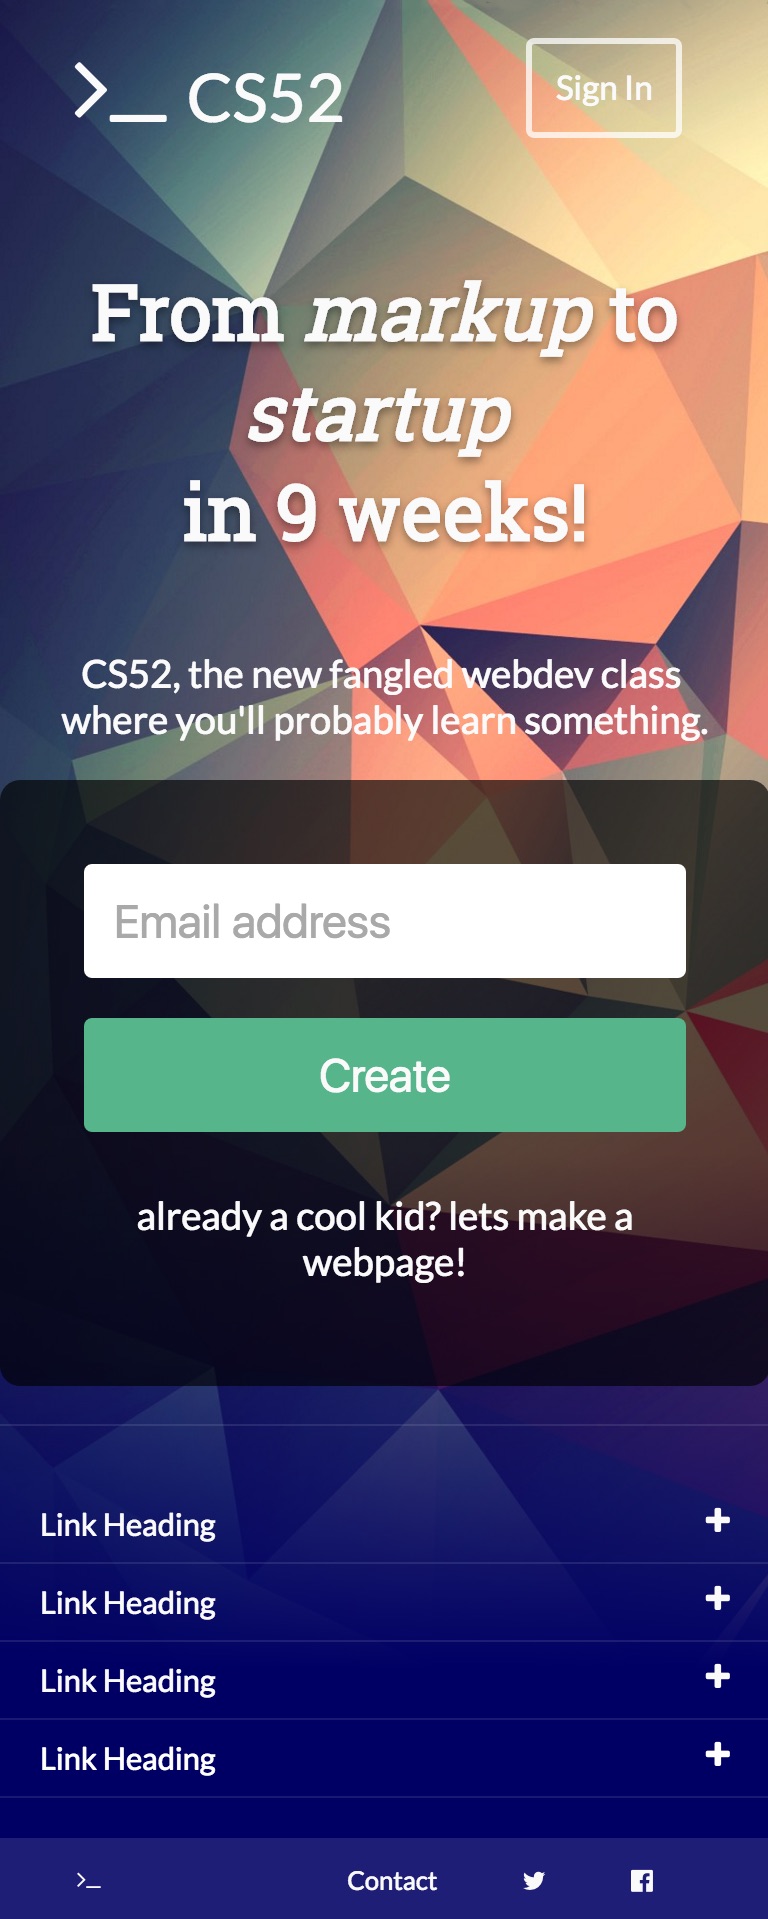 >_ CS52
Sign In
From markup to
startup
in 9 weeks!
CS52, the new fangled webdev class
where you'll probably learn something.
Email address
Create
already a cool kid? lets make a
webpage!
Link Heading
Link Heading
Link Heading
Link Heading
>_ Contact